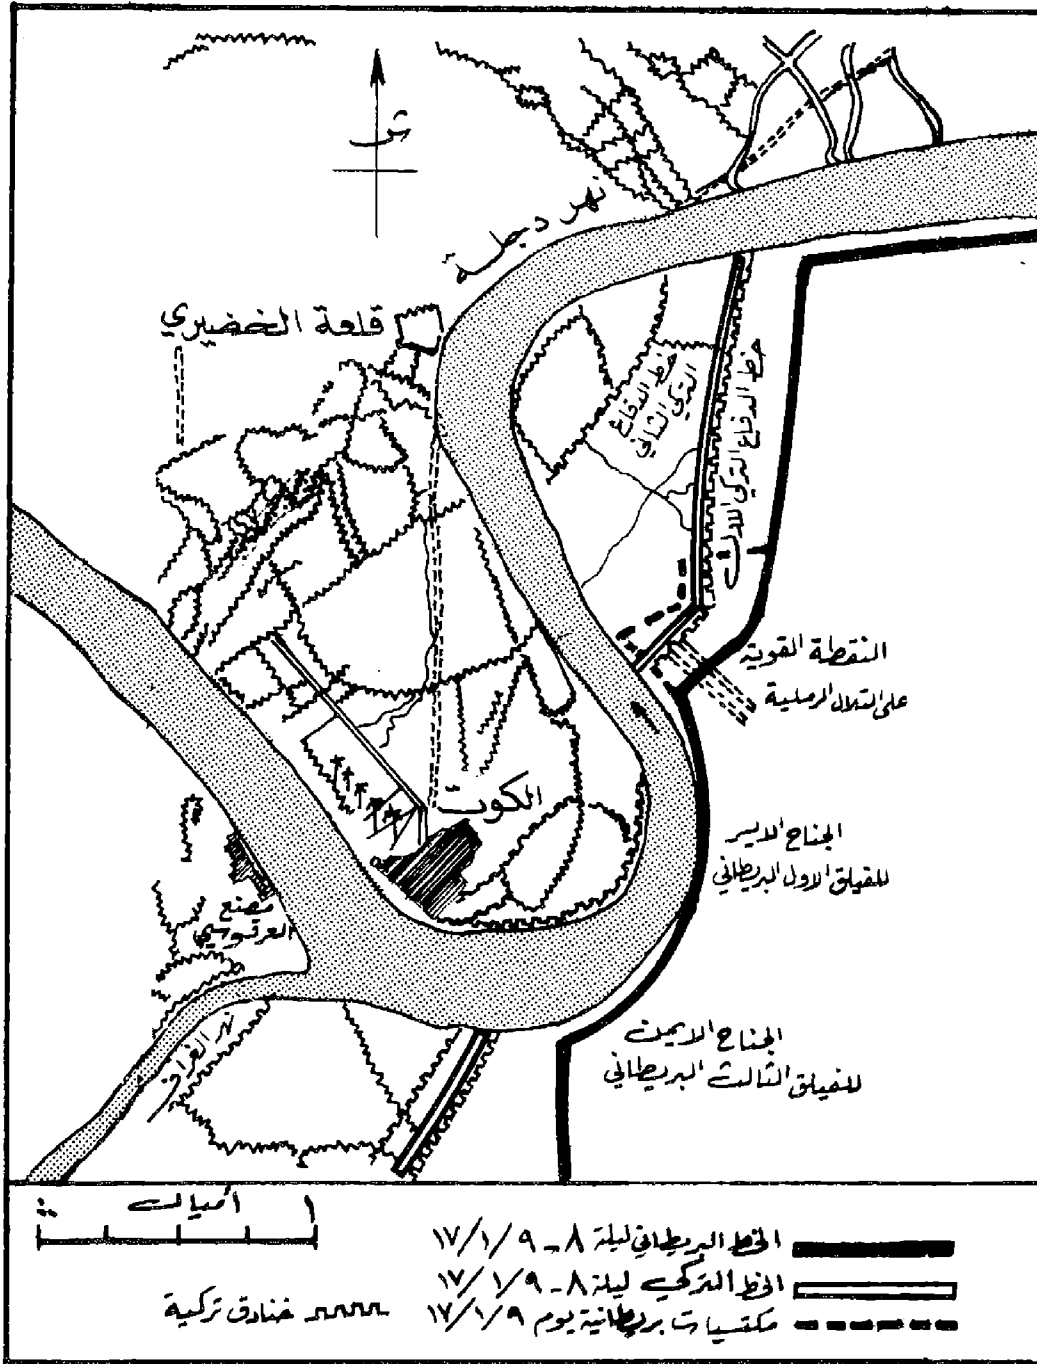 ش
نهر دجلة
قلعة الخضيري
خط الدفاع
التركي الثاني
خط الدفاع التركي الاول
النقطة القوية
على التلال الرملية
الكوت
الجناح الايسر
للفيلق الاول البريطاني
مصنع
العرقوسي
نهر الغراف
الجناح الايمن
للفيلق الثالث البريطاني
أميال ١
الخط البريطاني ليلة ٨-١٧/١/٩
الخط التركي ليلة ٨-١٧/١/٩
مكتسبات بريطانية يوم ١٧/١/٩
خنادق تركية